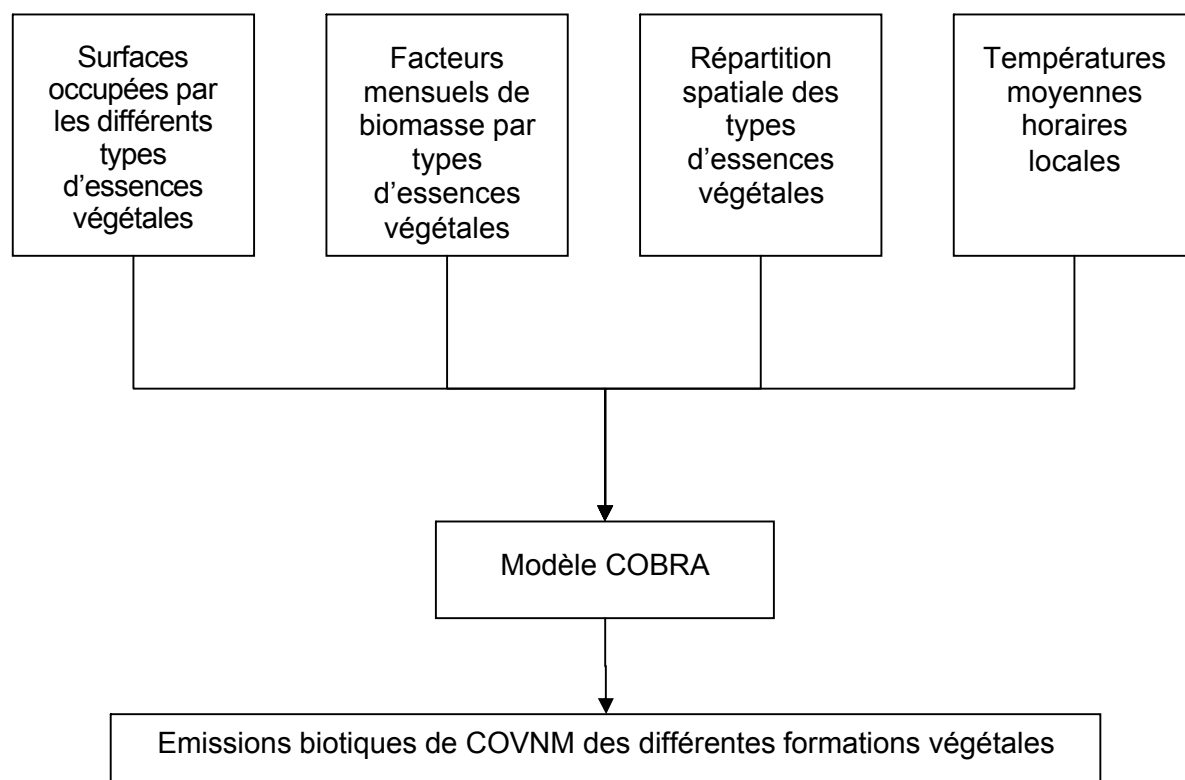 Surfaces
occupées par
les différents
types
d'essences
végétales
Facteurs
mensuels de
biomasse par
types
d'essences
végétales
Répartition
spatiale des
types
d'essences
végétales
Températures
moyennes
horaires
locales
Modèle COBRA
Emissions biotiques de COVNM des différentes formations végétales